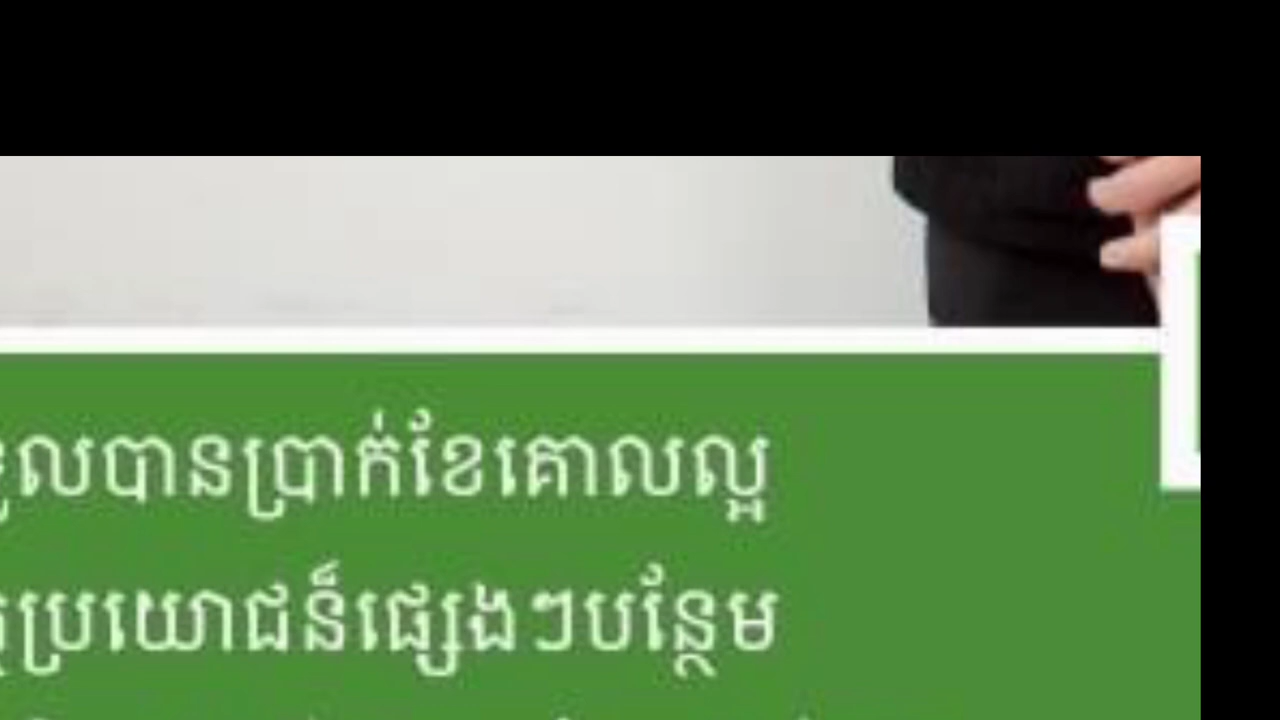 ទួលបានប្រាក់ខែគោលល្អ
ប្រយោជន៍ផ្សេងៗបន្ថែម